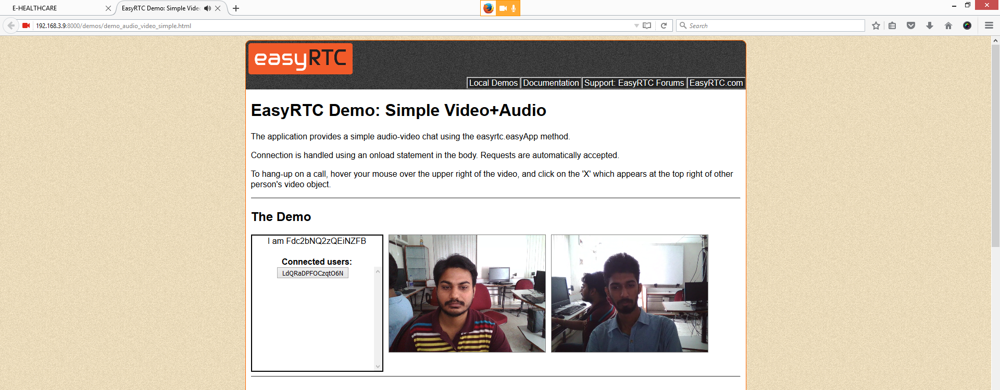 E-HEALTHCARE
EasyRTC Demo: Simple Vide
192.168.3.9:8000/demos/demo_audio_video_simple.html
Search
easyRTC
Local Demos
Documentation
Support: EasyRTC Forums
EasyRTC.com
EasyRTC Demo: Simple Video+Audio
The application provides a simple audio-video chat using the easyrtc.easyApp method.
Connection is handled using an onload statement in the body. Requests are automatically accepted.
To hang-up on a call, hover your mouse over the upper right of the video, and click on the 'X' which appears at the top right of other
person's video object.
The Demo
I am Fdc2bNQ2zQEiNZFB
Connected users:
LdQRaDPFOCzqtO6N